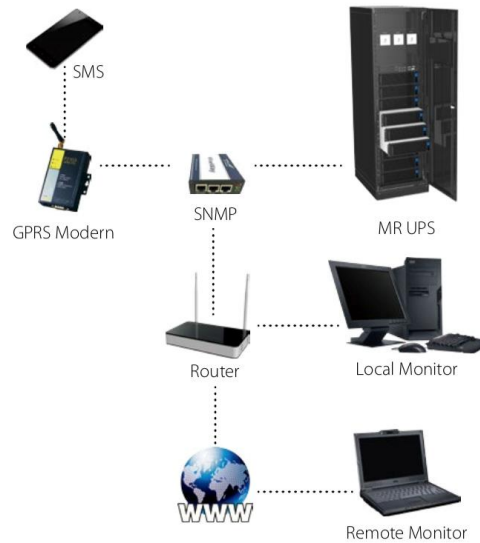 SMS
SNMP
GPRS Modern
MR UPS
Router
Local Monitor
WWW
Remote Monitor